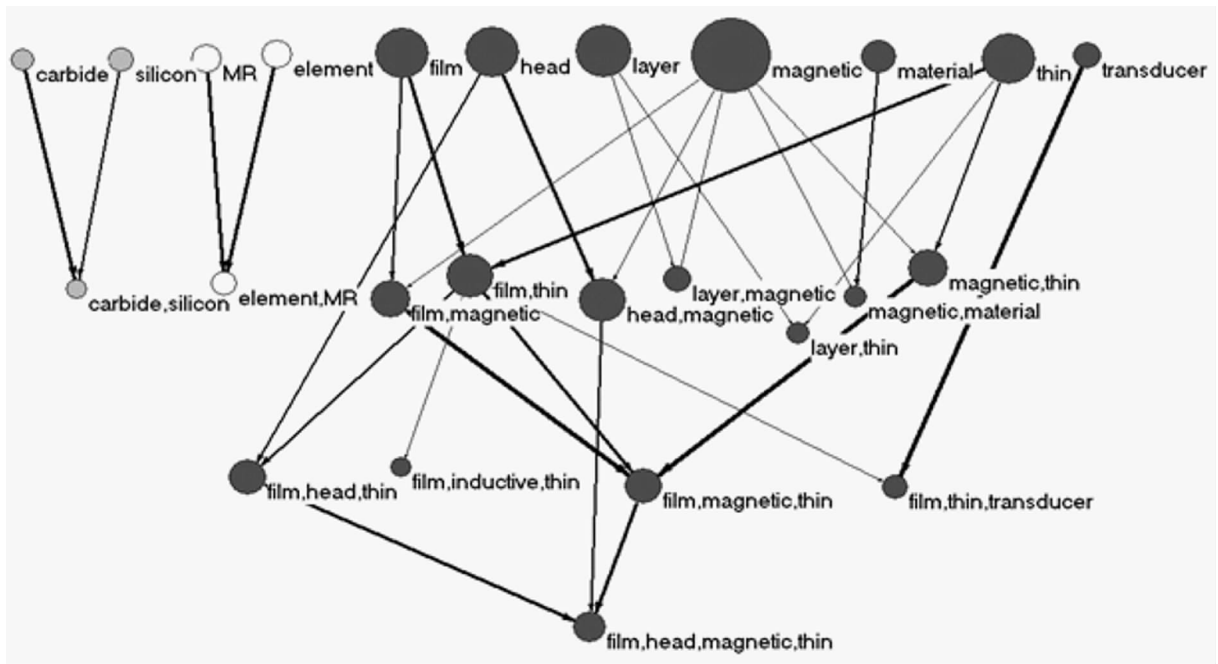 carbide
silicon
MR
element
film
head
layer
magnetic
material
thin
transducer
carbide,silicon
element,MR
film,magnetic
film,thin
head,magnetic
layer,magnetic
layer,thin
magnetic,material
magnetic,thin
film,head,thin
film,inductive,thin
film,magnetic,thin
film,thin,transducer
film,head,magnetic,thin